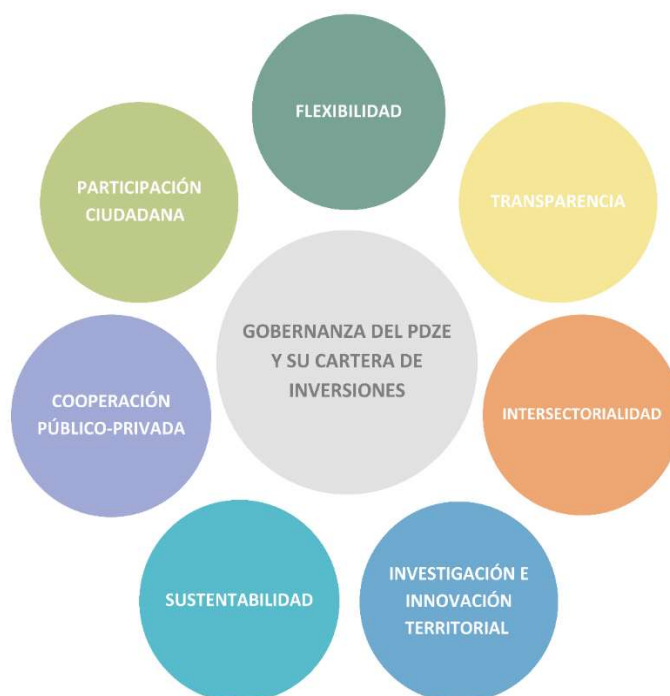 FLEXIBILIDAD
PARTICIPACIÓN
CIUDADANA
TRANSPARENCIA
GOBERNANZA DEL PDZE
Y SU CARTERA DE
INVERSIONES
COOPERACIÓN
PÚBLICO-PRIVADA
INTERSECTORIALIDAD
SUSTENTABILIDAD
INVESTIGACIÓN E
INNOVACIÓN
TERRITORIAL